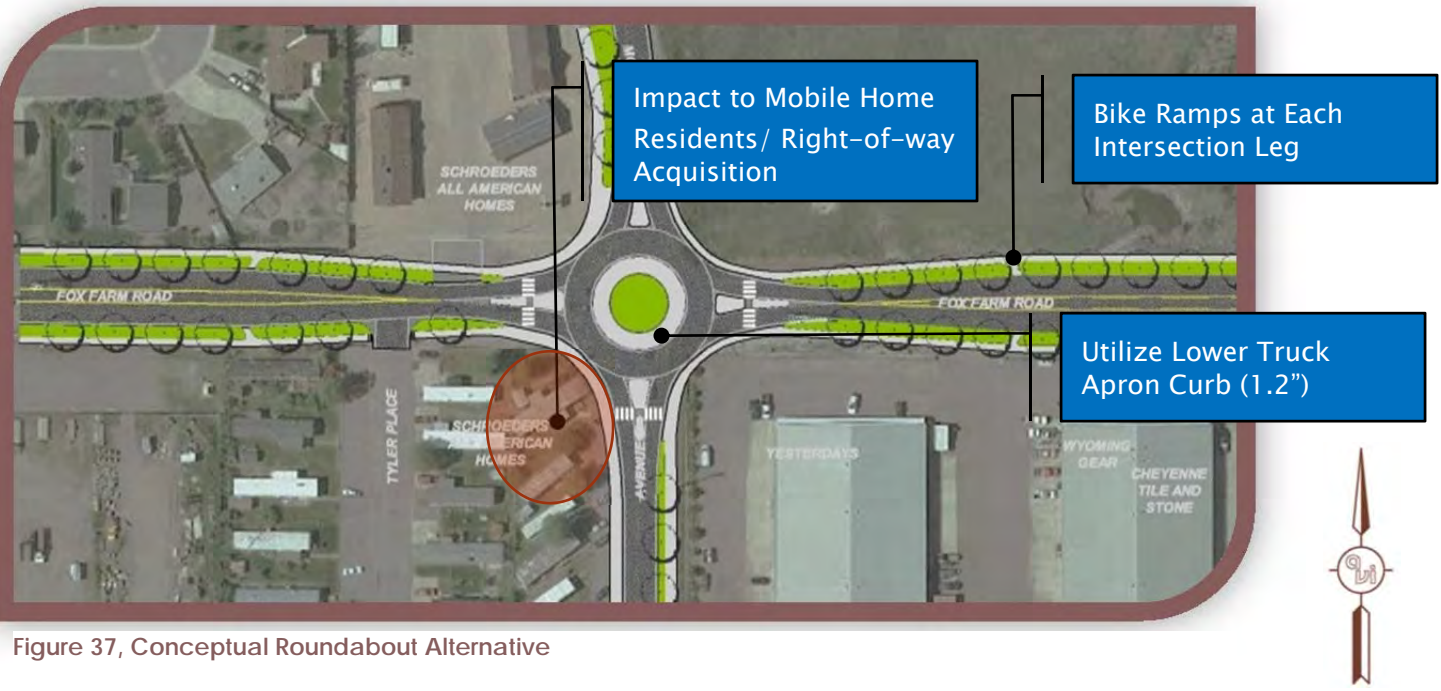 Impact to Mobile Home
Residents/ Right-of-way
Acquisition
Bike Ramps at Each
Intersection Leg
SCHROEDERS
ALL AMERICAN
HOMES
FOX FARM ROAD
FOX FARM ROAD
Utilize Lower Truck
Apron Curb (1.2”)
TYLER PLACE
SCHROEDERS
ALL AMERICAN
HOMES
AVENUE
YESTERDAYS
WYOMING
GEAR
CHEYENNE
TILE AND
STONE
Figure 37, Conceptual Roundabout Alternative